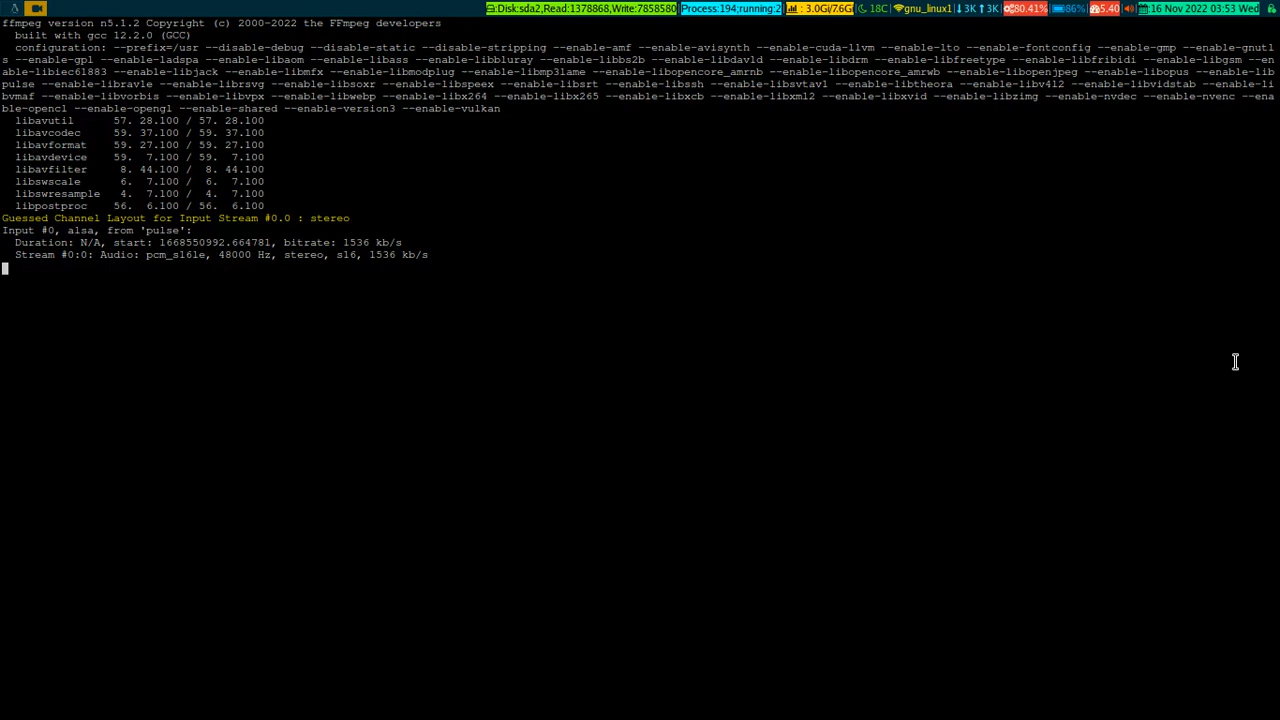 Disk:sda2,Read:1378868,Write:7858580 Process:194,running:2 : 3.0Gi/7.6Gi 18C gnu_linux1 3K 3K 80.41% 86% 5.40 :16 Nov 2022 03:53 Wed
ffmpeg version n5.1.2 Copyright (c) 2000-2022 the FFmpeg developers
built with gcc 12.2.0 (GCC)
configuration: --prefix=/usr --disable-debug --disable-static --disable-stripping --enable-amf --enable-avisynth --enable-cuda-llvm --enable-lto --enable-fontconfig --enable-gmp --enable-gnutl
s --enable-gpl --enable-ladspa --enable-libaom --enable-libass --enable-libbluray --enable-libbs2b --enable-libdav1d --enable-libdrm --enable-libfreetype --enable-libfribidi --enable-libgsm --en
able-libiec61883 --enable-libjack --enable-libmfx --enable-libmodplug --enable-libmp3lame --enable-libopencore_amrnb --enable-libopencore_amrwb --enable-libopenjpeg --enable-libopus --enable-lib
pulse --enable-librav1e --enable-librsvg --enable-libsoxr --enable-libspeex --enable-libsrt --enable-libssh --enable-libsvtav1 --enable-libtheora --enable-libv4l2 --enable-libvidstab --enable-li
bvmaf --enable-libvorbis --enable-libvpx --enable-libwebp --enable-libx264 --enable-libx265 --enable-libxcb --enable-libxml2 --enable-libxvid --enable-libzimg --enable-nvdec --enable-nvenc --ena
ble-opencl --enable-opengl --enable-shared --enable-version3 --enable-vulkan
libavutil 57. 28.100 / 57. 28.100
libavcodec 59. 37.100 / 59. 37.100
libavformat 59. 27.100 / 59. 27.100
libavdevice 59. 7.100 / 59. 7.100
libavfilter 8. 44.100 / 8. 44.100
libswscale 6. 7.100 / 6. 7.100
libswresample 4. 7.100 / 4. 7.100
libpostproc 56. 6.100 / 56. 6.100
Guessed Channel Layout for Input Stream #0.0 : stereo
Input #0, alsa, from 'pulse':
Duration: N/A, start: 1668550992.664781, bitrate: 1536 kb/s
Stream #0:0: Audio: pcm_s16le, 48000 Hz, stereo, s16, 1536 kb/s